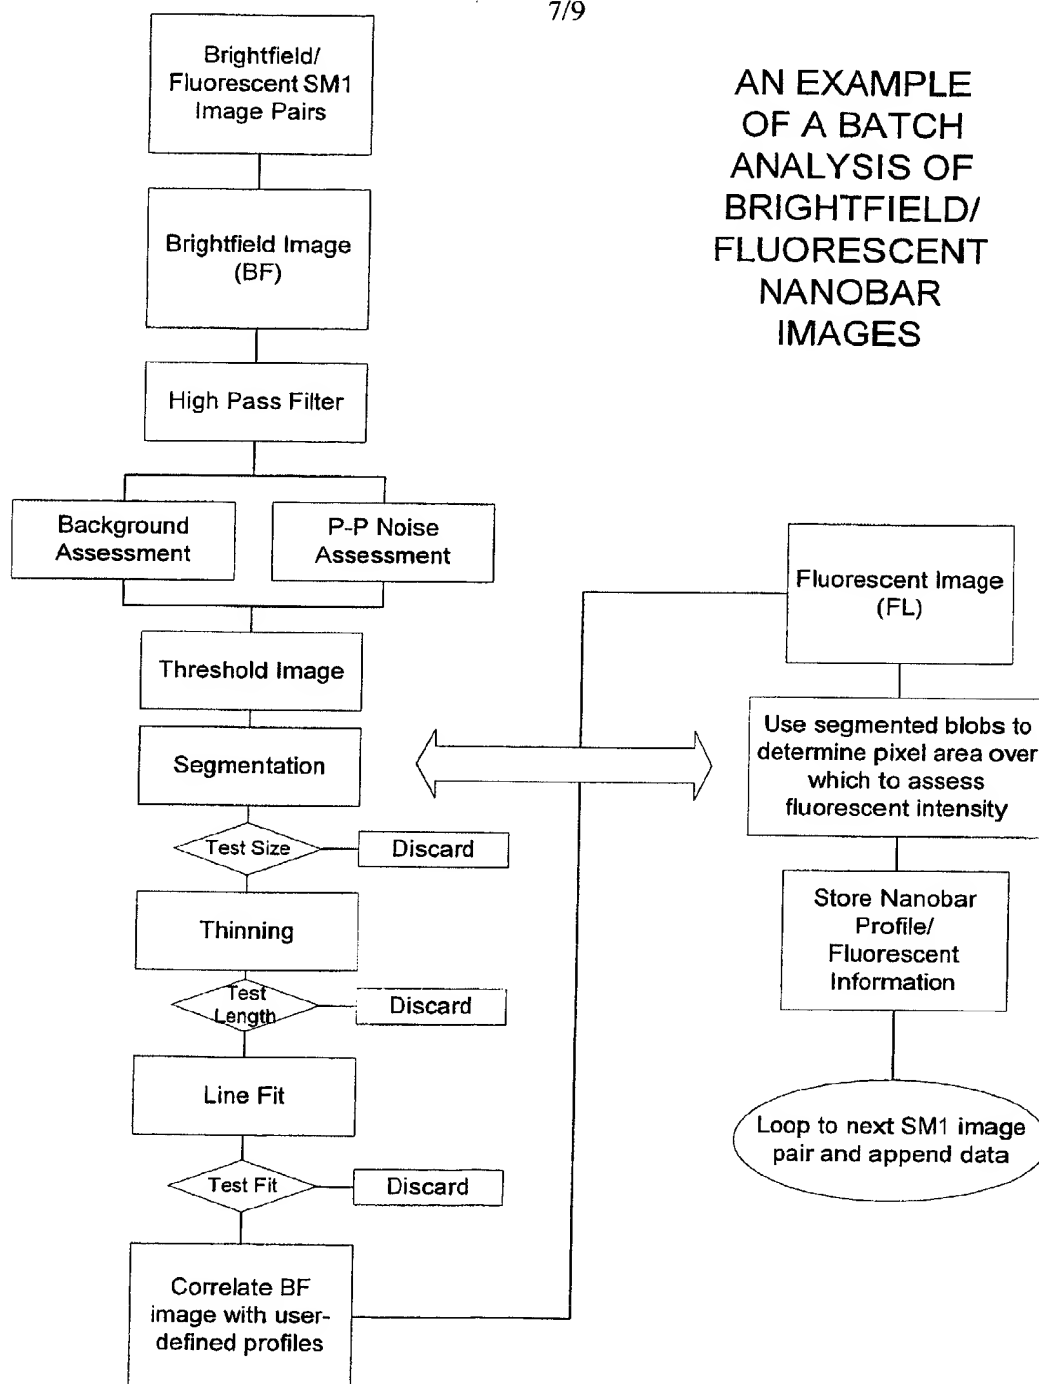 7/9
AN EXAMPLE
OF A BATCH
ANALYSIS OF
BRIGHTFIELD/
FLUORESCENT
NANOBAR
IMAGES
Brightfield/
Fluorescent SM1
Image Pairs
Brightfield Image
(BF)
High Pass Filter
Background
Assessment
P-P Noise
Assessment
Threshold Image
Segmentation
Test Size
Discard
Thinning
Test
Length
Discard
Line Fit
Test Fit
Discard
Correlate BF
image with user-
defined profiles
Fluorescent Image
(FL)
Use segmented blobs to
determine pixel area over
which to assess
fluorescent intensity
Store Nanobar
Profile/
Fluorescent
Information
Loop to next SM1 image
pair and append data